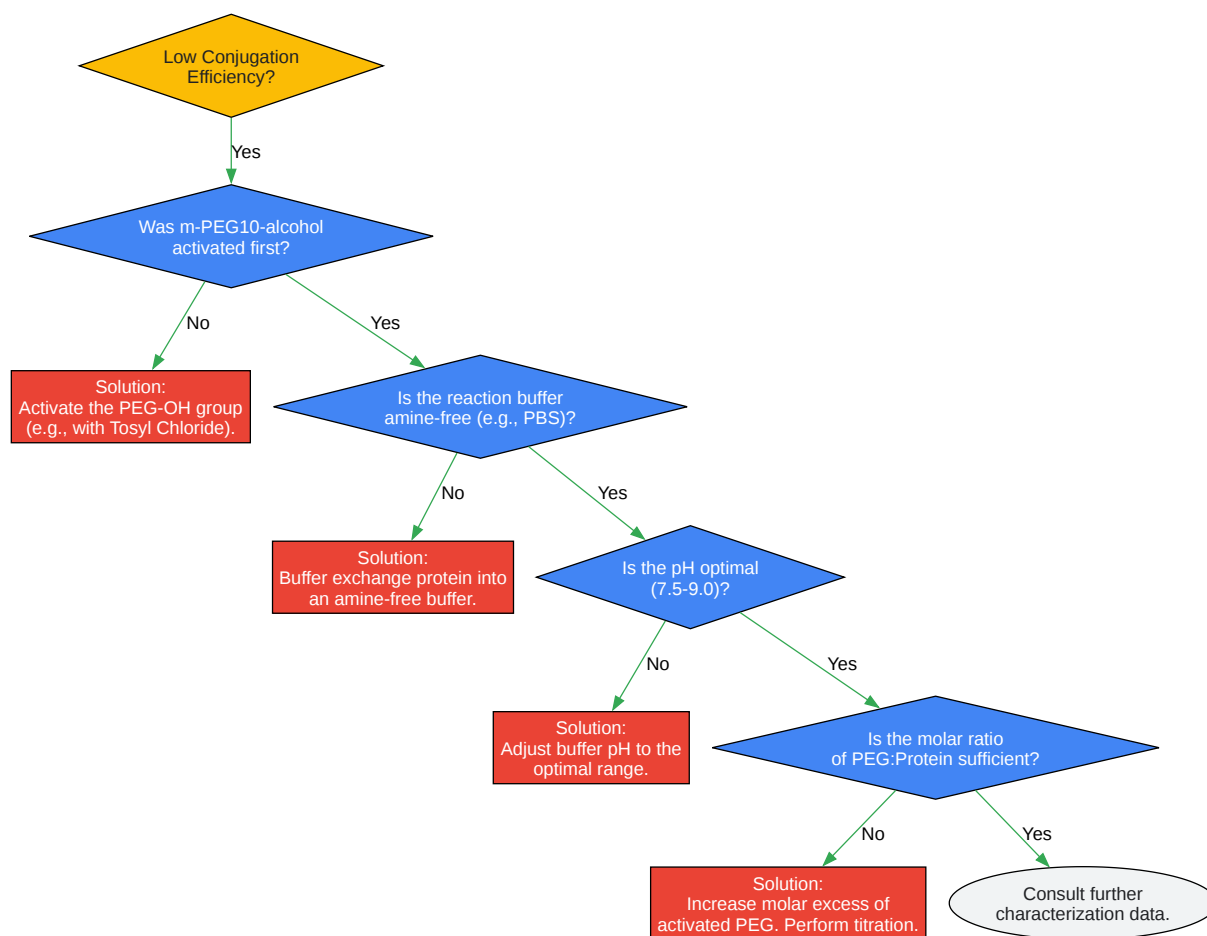 Low Conjugation
Efficiency?
Yes
Was m-PEG10-alcohol
activated first?
No
Yes
Solution:
Activate the PEG-OH group
(e.g., with Tosyl Chloride).
Is the reaction buffer
amine-free (e.g., PBS)?
No
Yes
Solution:
Buffer exchange protein into
an amine-free buffer.
Is the pH optimal
(7.5-9.0)?
No
Yes
Solution:
Adjust buffer pH to the
optimal range.
Is the molar ratio
of PEG:Protein sufficient?
No
Yes
Solution:
Increase molar excess of
activated PEG. Perform titration.
Consult further
characterization data.